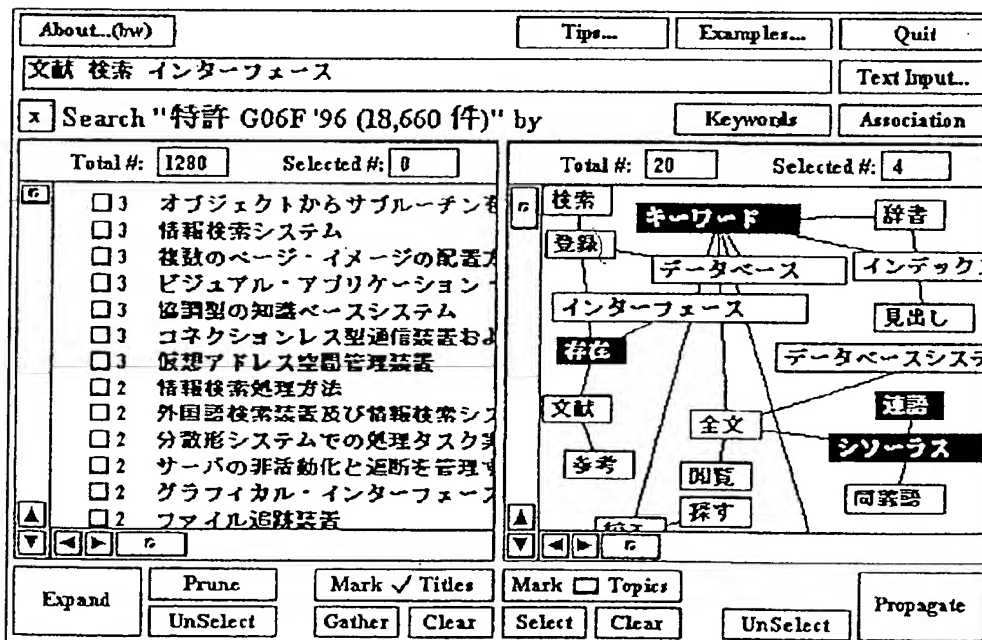 About...(hw)
Tips...
Examples...
Quit
文献 検索 インターフェース
Text Input...
x Search "特許 G06F '96 (18,660 件)" by
Keywords
Association
Total #: 1280
Selected #: 0
3 オブジェクトからサブルーチンを
3 情報検索システム
3 複数のページ・イメージの配置方
3 ビジュアル・アプリケーション
3 協調型の知識ベースシステム
3 コネクションレス型通信装置およ
3 仮想アドレス空間管理装置
2 情報検索処理方法
2 外国語検索装置及び情報検索シス
2 分散形システムでの処理タスク実
2 サーバの非活動化と遮断を管理す
2 グラフィカル・インターフェース
2 ファイル追跡装置
Total #: 20
Selected #: 4
検索
キーワード
辞書
登録
データベース
インデックス
インターフェース
見出し
存在
データベースシステ
文献
連語
全文
シソーラス
参考
閲覧
同義語
探す
Expand
Prune
Mark ✓ Titles
Mark □ Topics
Propagate
UnSelect
Gather
Clear
Select
Clear
UnSelect